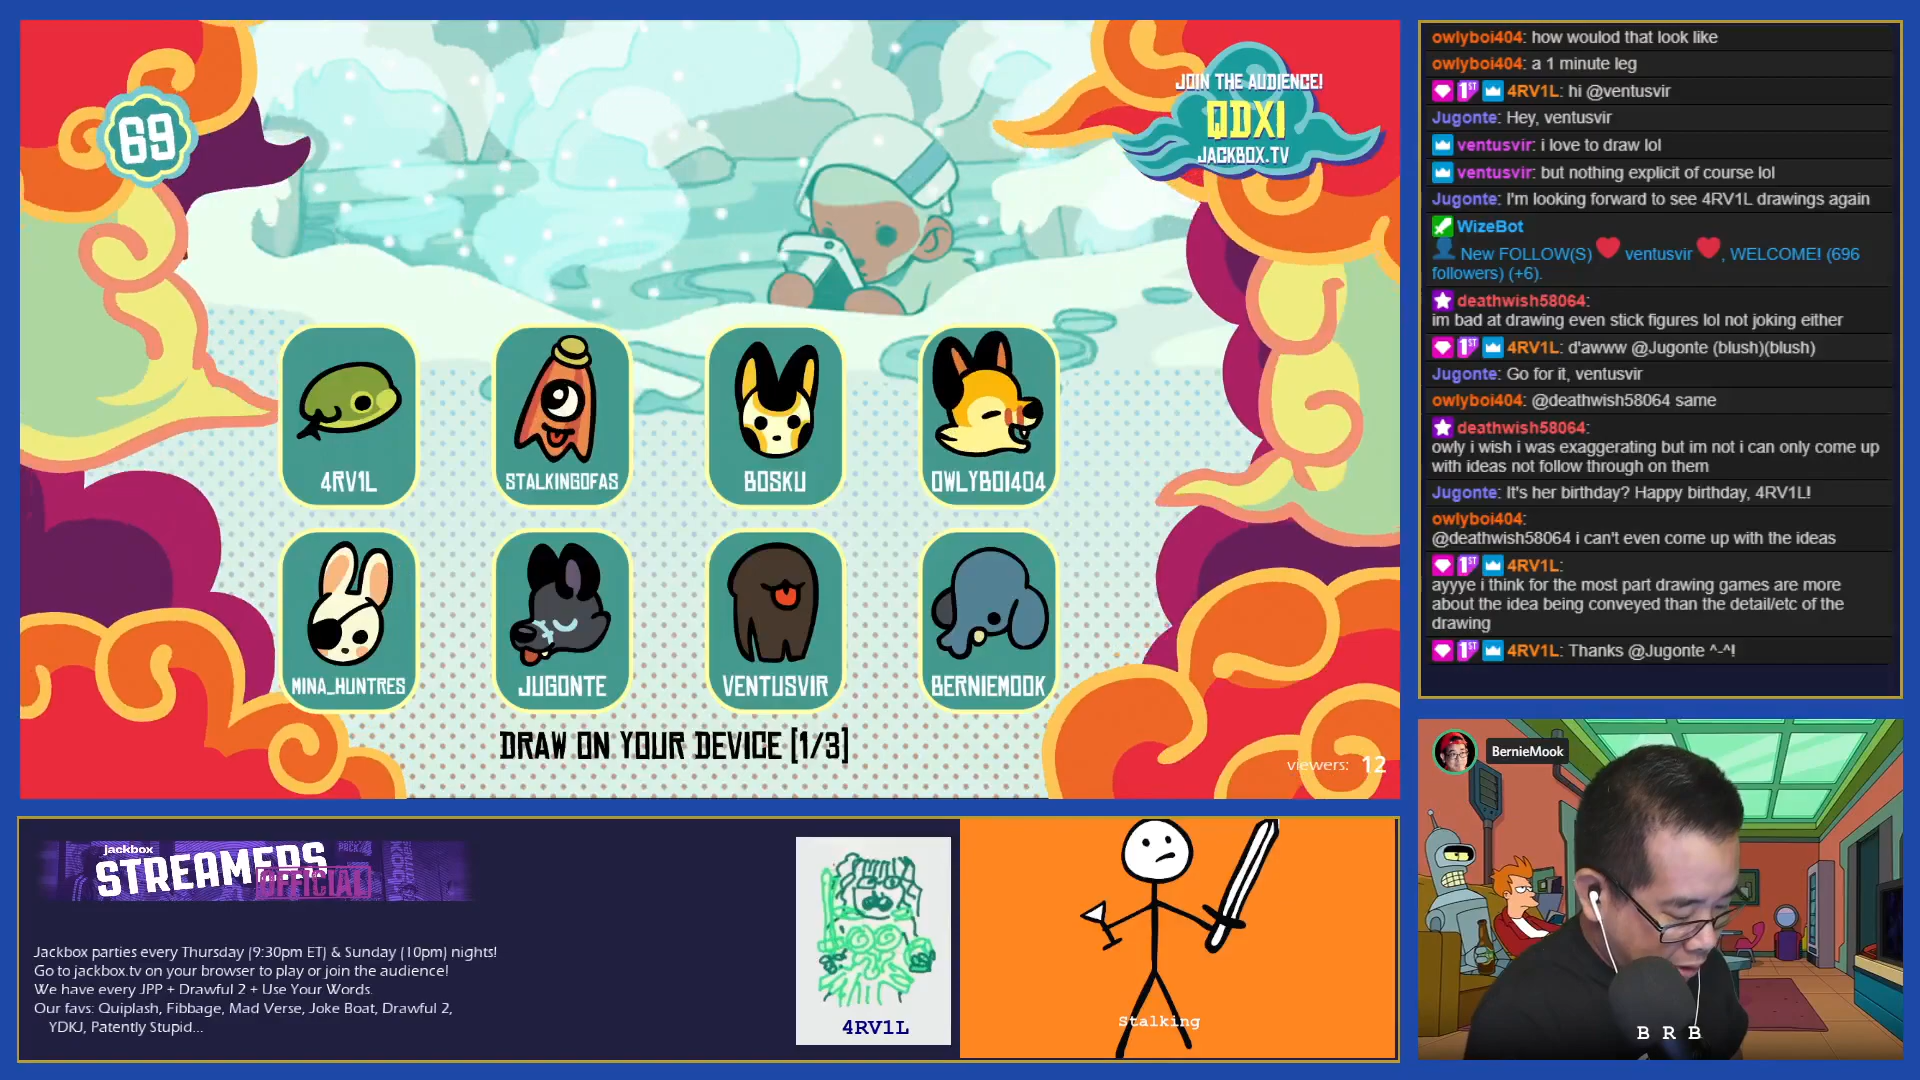 69
JOIN THE AUDIENCE!
QDXI
JACKBOX.TV
4RV1L
STALKINGOFAS
BOSKU
OWLYBOI404
MINA_HUNTRES
JUGONTE
VENTUSVIR
BERNIEMOOK
DRAW ON YOUR DEVICE [1/3]
viewers: 12
owlyboi404: how woulod that look like
owlyboi404: a 1 minute leg
1ST 4RV1L: hi @ventusvir
Jugonte: Hey, ventusvir
ventusvir: i love to draw lol
ventusvir: but nothing explicit of course lol
Jugonte: I'm looking forward to see 4RV1L drawings again
WizeBot
New FOLLOW(S) ventusvir , WELCOME! (696
followers) (+6).
deathwish58064:
im bad at drawing even stick figures lol not joking either
1ST 4RV1L: d'awww @Jugonte (blush)(blush)
Jugonte: Go for it, ventusvir
owlyboi404: @deathwish58064 same
deathwish58064:
owly i wish i was exaggerating but im not i can only come up
with ideas not follow through on them
Jugonte: It's her birthday? Happy birthday, 4RV1L!
owlyboi404:
@deathwish58064 i can't even come up with the ideas
1ST 4RV1L:
ayyye i think for the most part drawing games are more
about the idea being conveyed than the detail/etc of the
drawing
1ST 4RV1L: Thanks @Jugonte ^-^!
jackbox
STREAMERS
OFFICIAL
Jackbox parties every Thursday (9:30pm ET) & Sunday (10pm) nights!
Go to jackbox.tv on your browser to play or join the audience!
We have every JPP + Drawful 2 + Use Your Words.
Our favs: Quiplash, Fibbage, Mad Verse, Joke Boat, Drawful 2,
YDKJ, Patently Stupid...
4RV1L
Stalking
BernieMook
B R B